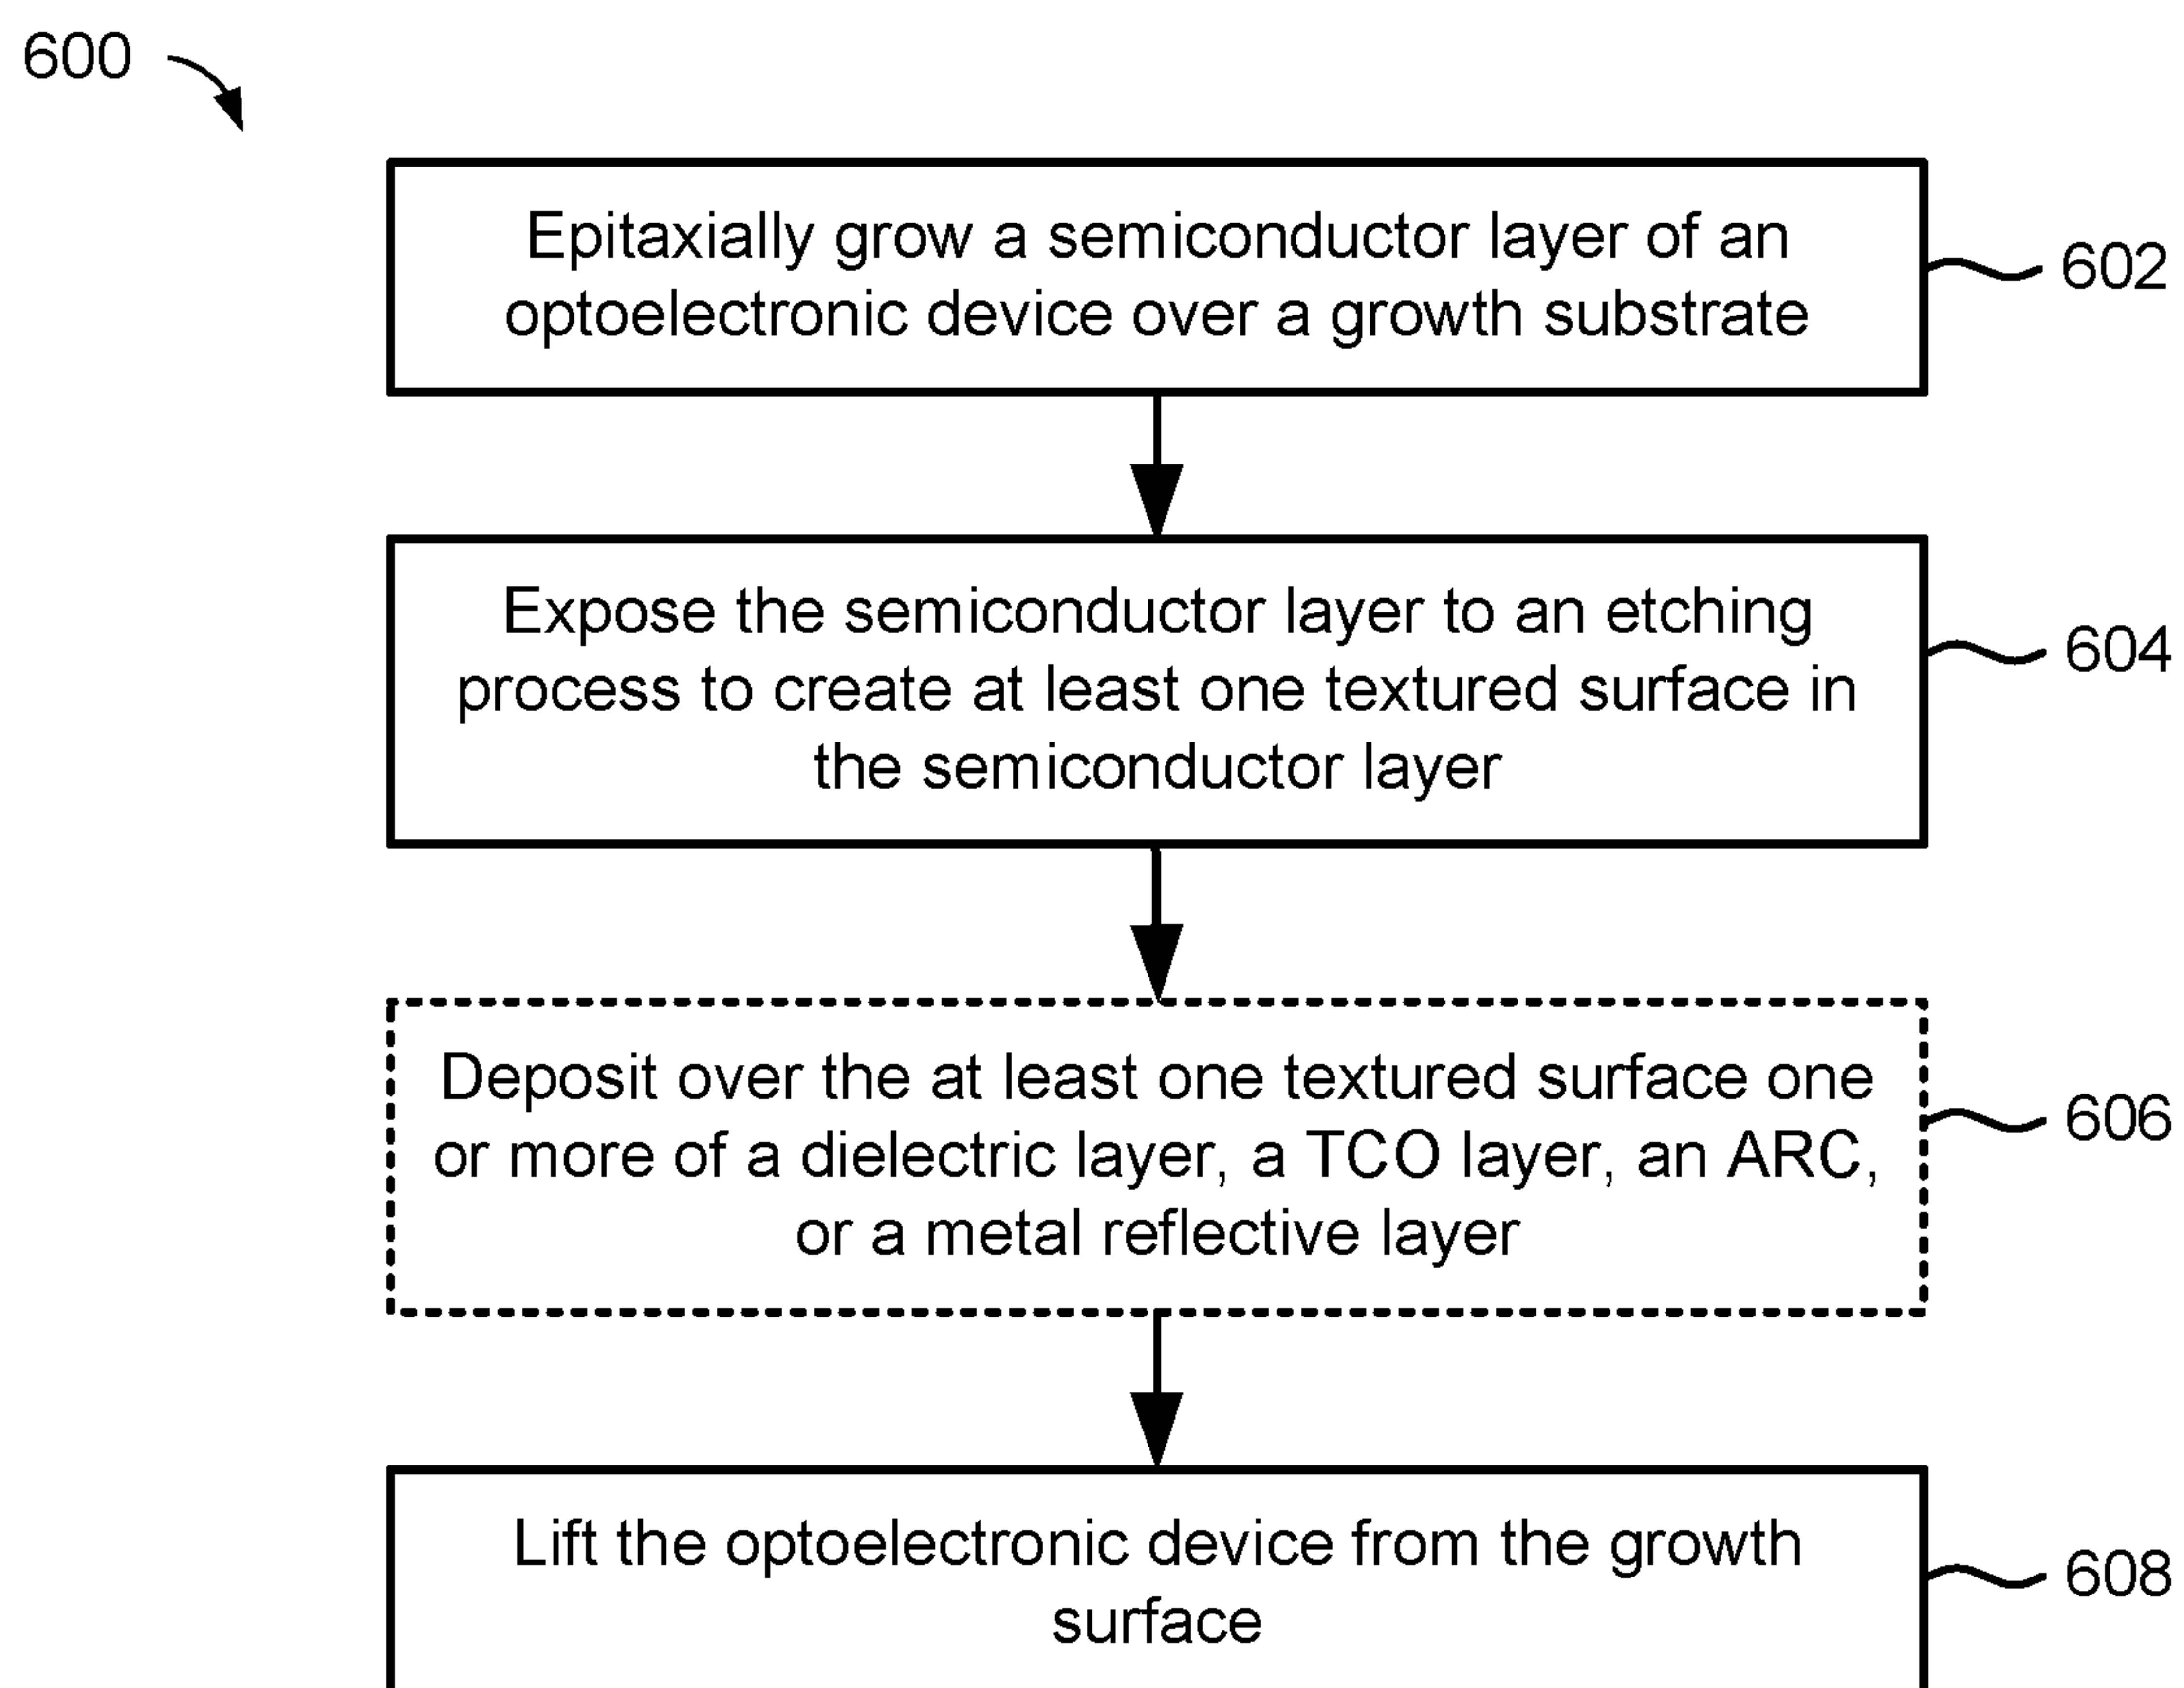 600
Epitaxially grow a semiconductor layer of an
optoelectronic device over a growth substrate
602
Expose the semiconductor layer to an etching
process to create at least one textured surface in
the semiconductor layer
604
Deposit over the at least one textured surface one
or more of a dielectric layer, a TCO layer, an ARC,
or a metal reflective layer
606
Lift the optoelectronic device from the growth
surface
608